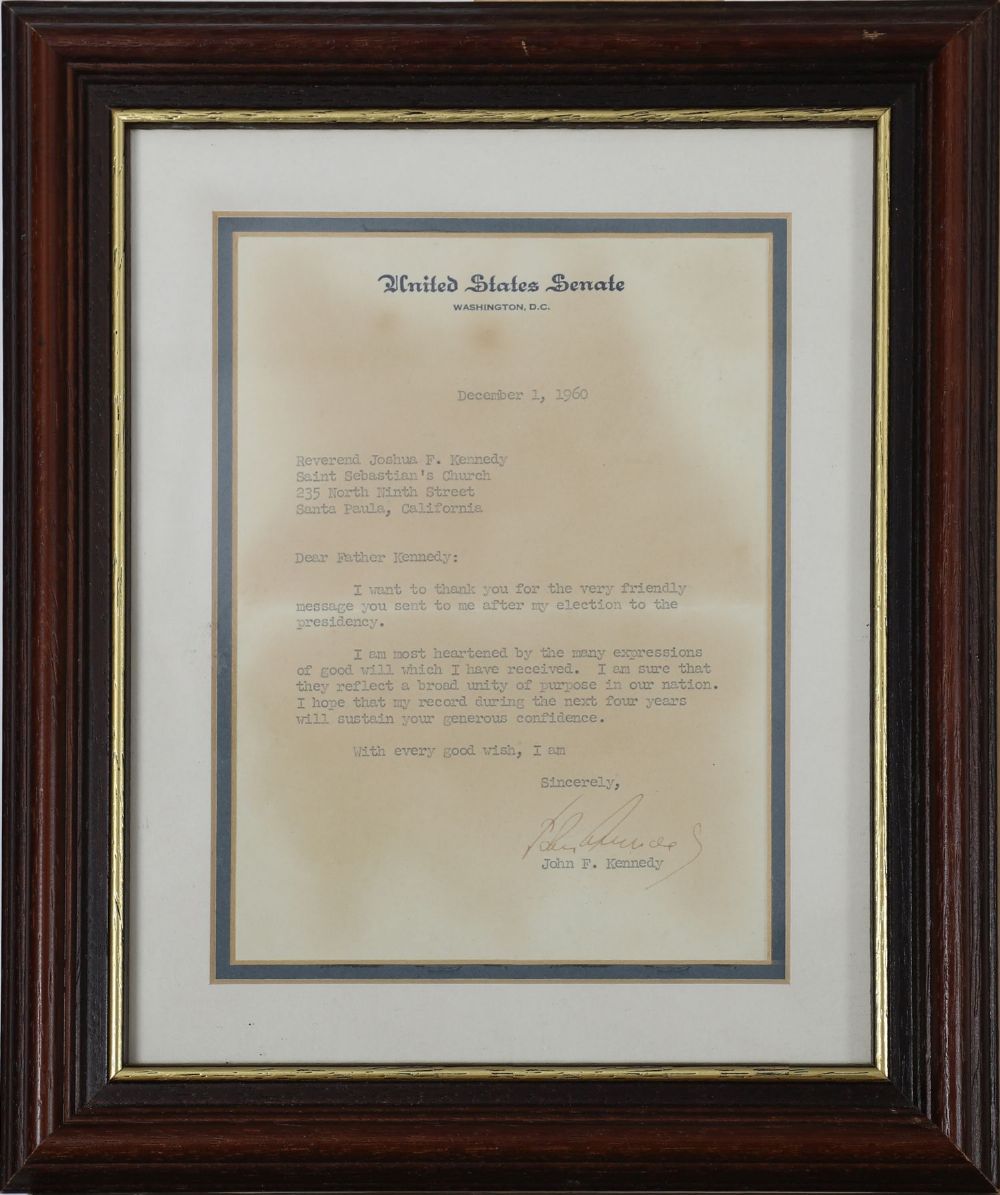 United States Senate
WASHINGTON, D.C.
December 1, 1960
Reverend Joshua F. Kennedy
Saint Sebastian's Church
235 North Ninth Street
Santa Paula, California
Dear Father Kennedy:
I want to thank you for the very friendly
message you sent to me after my election to the
presidency.
I am most heartened by the many expressions
of good will which I have received. I am sure that
they reflect a broad unity of purpose in our nation.
I hope that my record during the next four years
will sustain your generous confidence.
With every good wish, I am
Sincerely,
John F. Kennedy